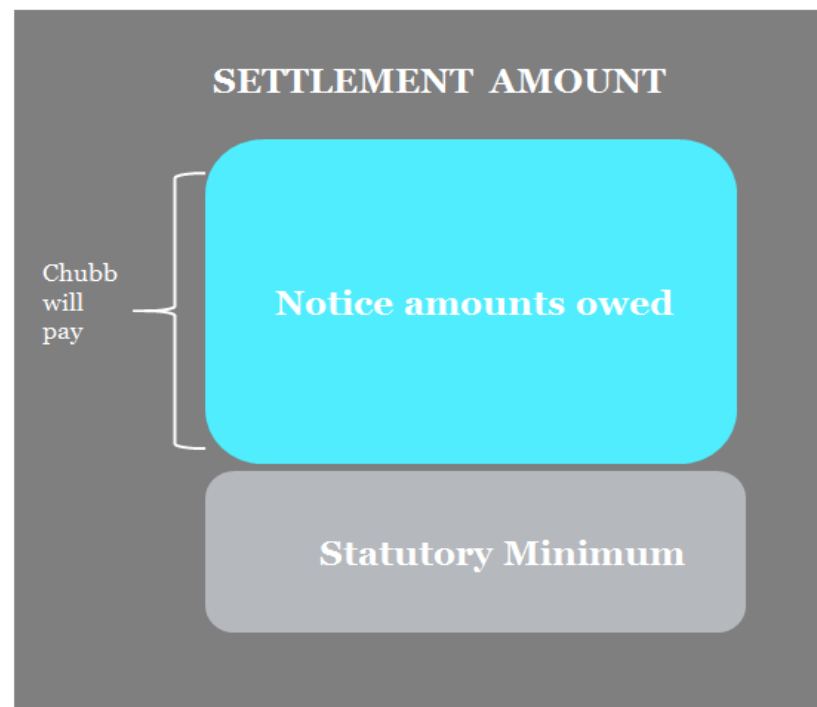 SETTLEMENT AMOUNT
Chubb
will
pay
Notice amounts owed
Statutory Minimum